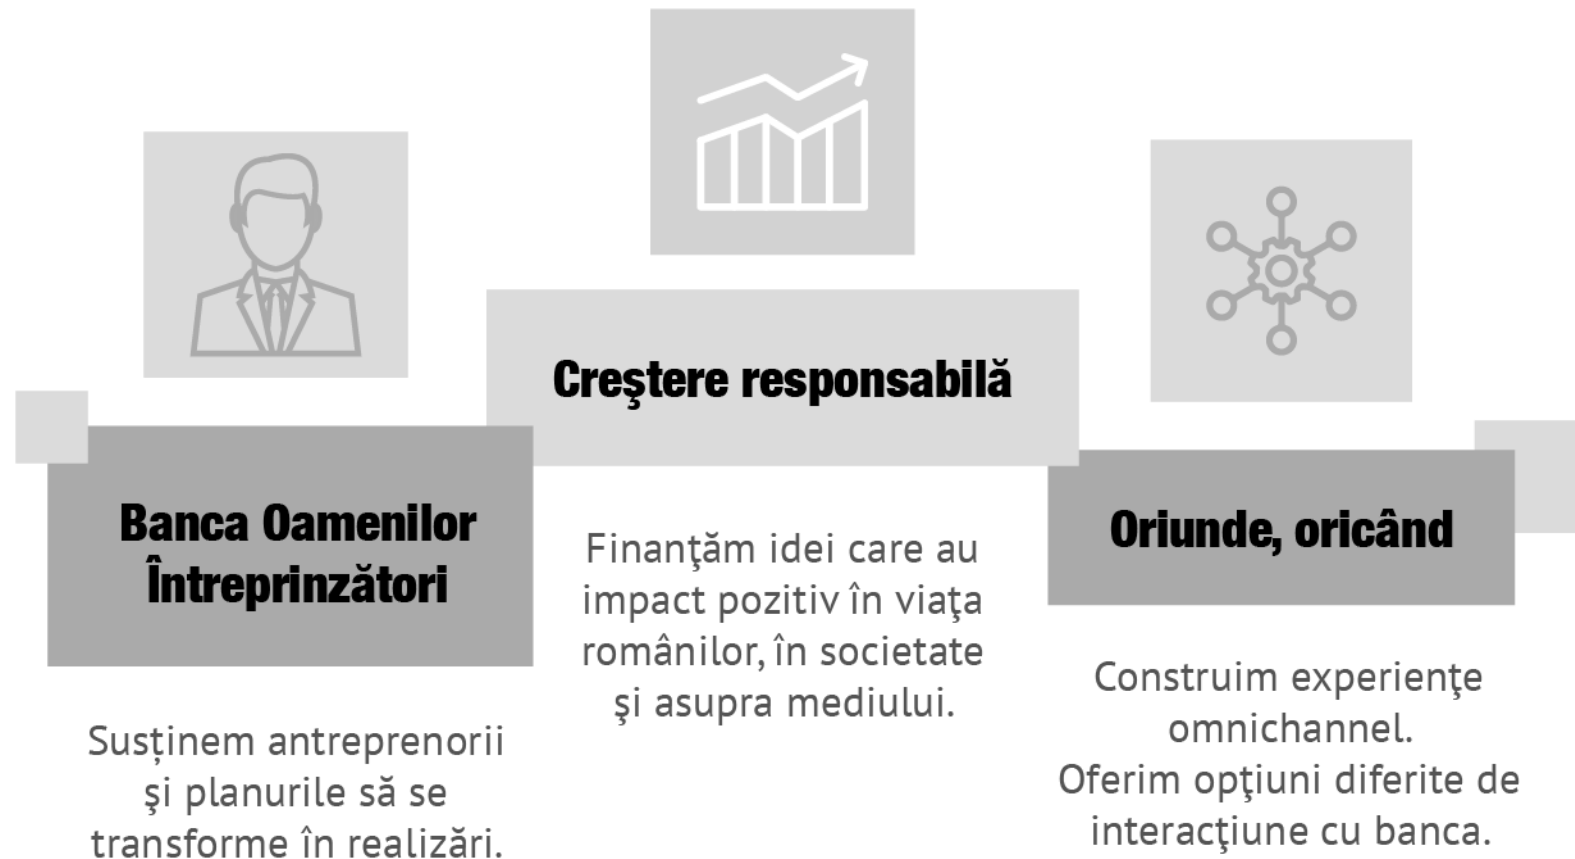 Banca Oamenilor
Întreprinzători
Susținem antreprenorii
şi planurile să se
transforme în realizări.
Creştere responsabilă
Finanţăm idei care au
impact pozitiv în viaţa
românilor, în societate
şi asupra mediului.
Oriunde, oricând
Construim experienţe
omnichannel.
Oferim opţiuni diferite de
interacţiune cu banca.